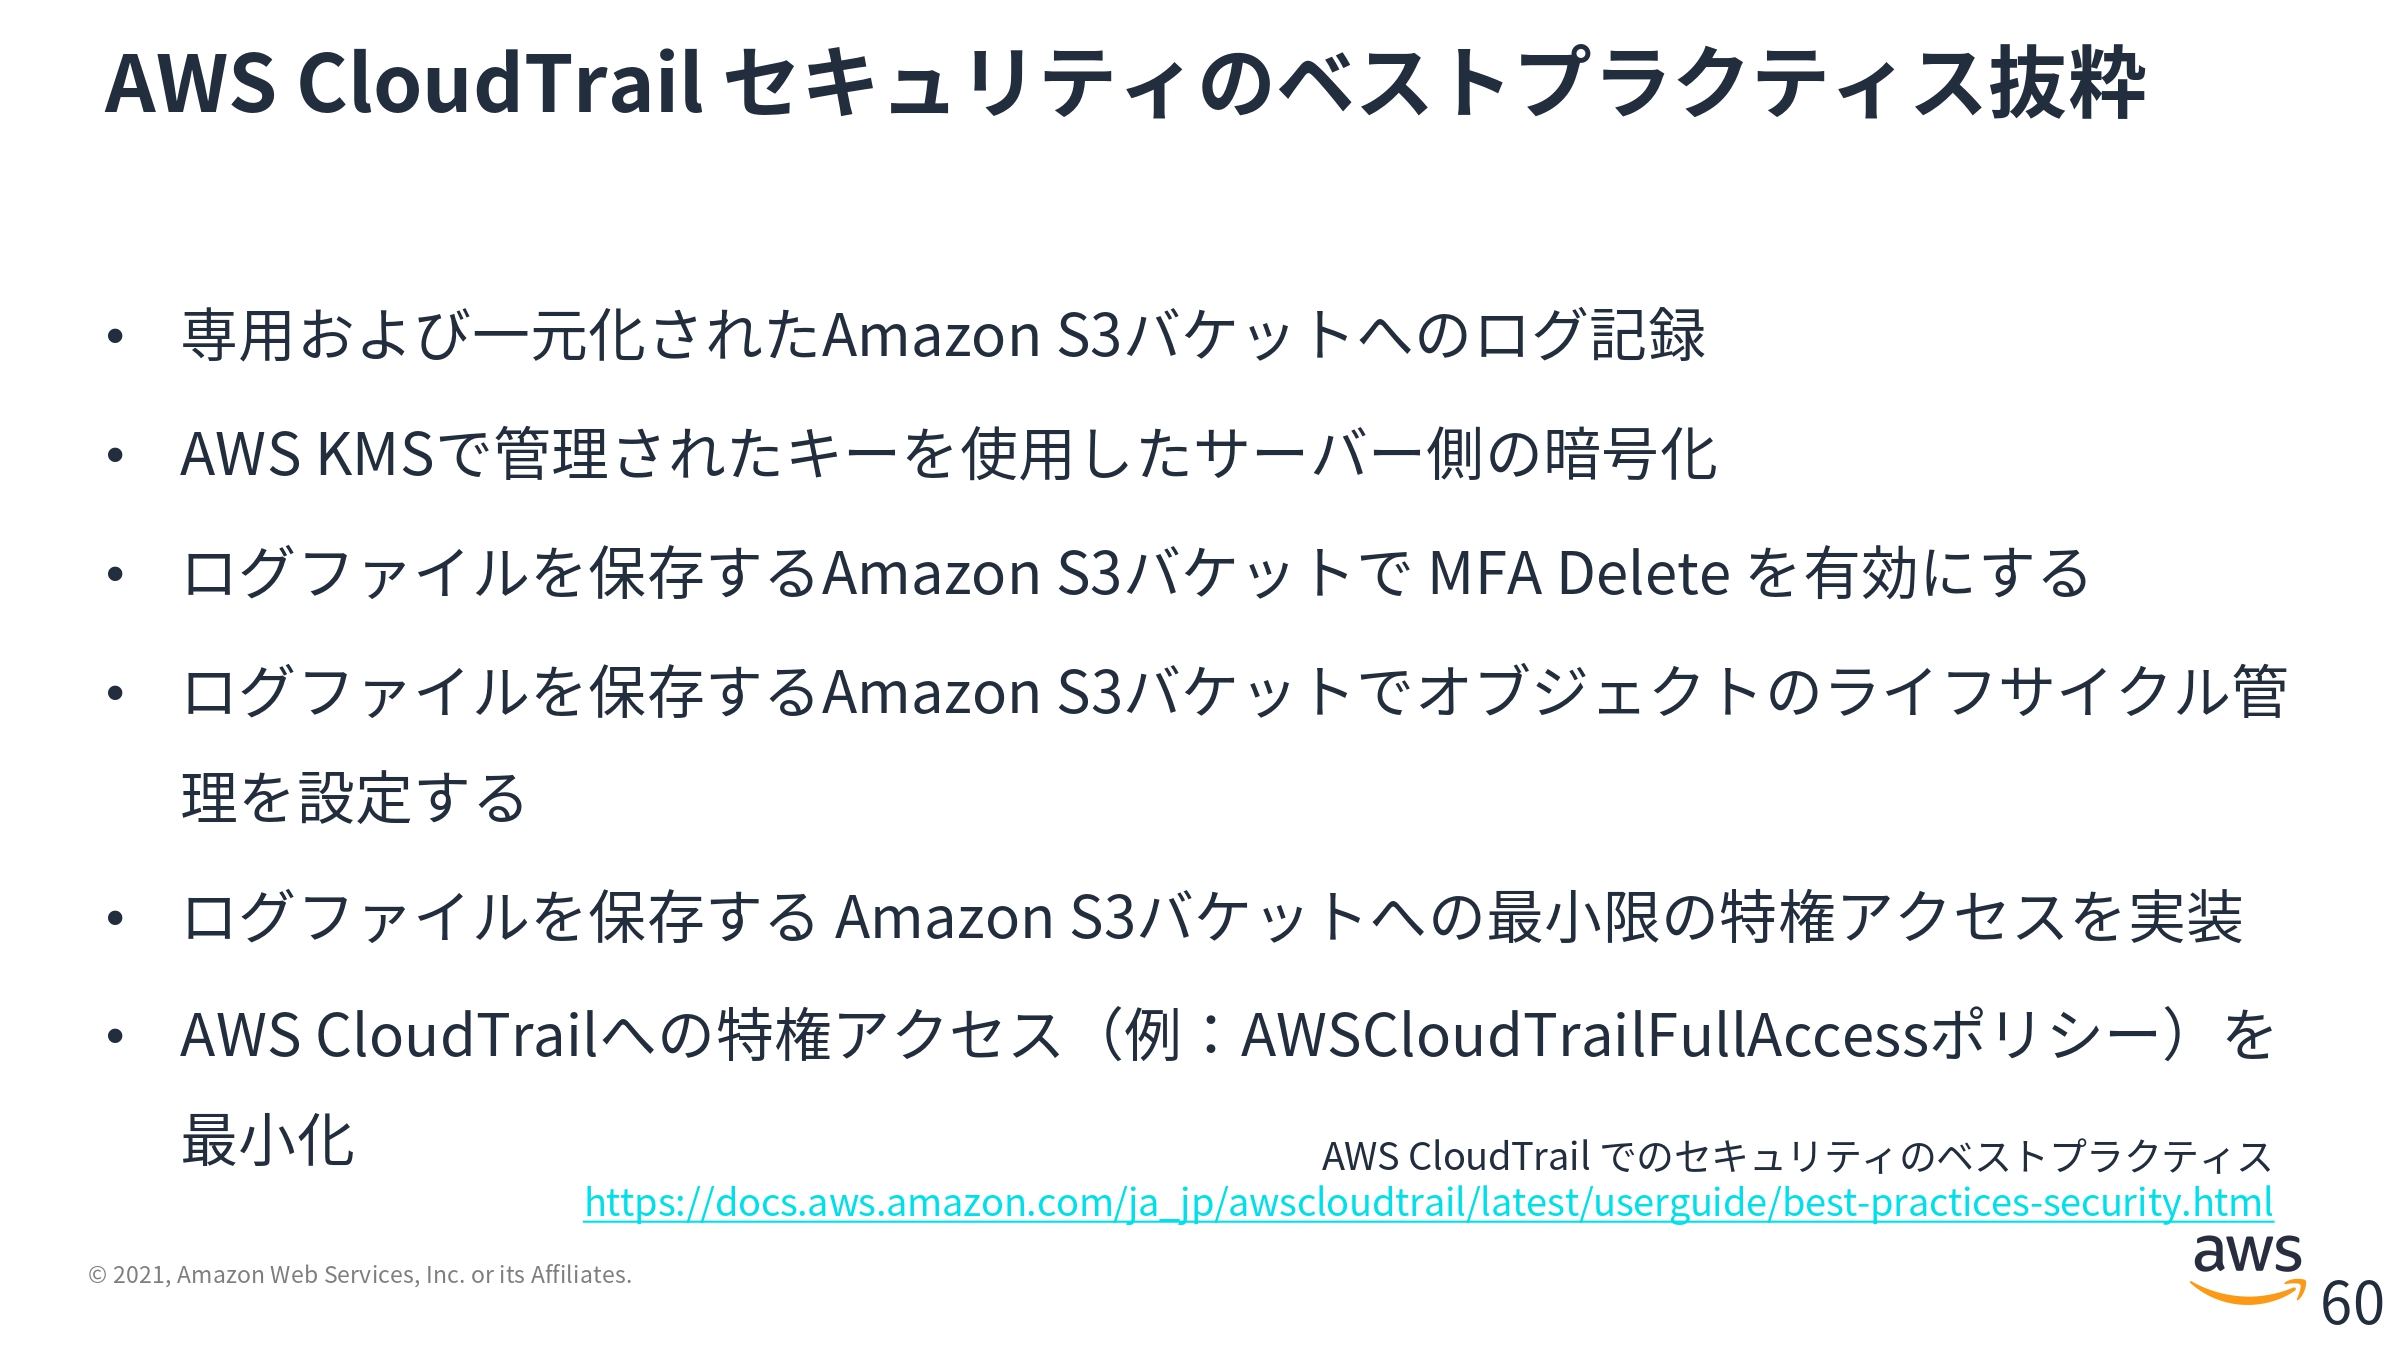 AWS CloudTrail セキュリティのベストプラクティス抜粋
• 専用および一元化されたAmazon S3バケットへのログ記録
• AWS KMSで管理されたキーを使用したサーバー側の暗号化
• ログファイルを保存するAmazon S3バケットで MFA Delete を有効にする
• ログファイルを保存するAmazon S3バケットでオブジェクトのライフサイクル管
理を設定する
• ログファイルを保存する Amazon S3バケットへの最小限の特権アクセスを実装
• AWS CloudTrailへの特権アクセス（例：AWSCloudTrailFullAccessポリシー）を
最小化
AWS CloudTrail でのセキュリティのベストプラクティス
https://docs.aws.amazon.com/ja_jp/awscloudtrail/latest/userguide/best-practices-security.html
© 2021, Amazon Web Services, Inc. or its Affiliates.
aws
60